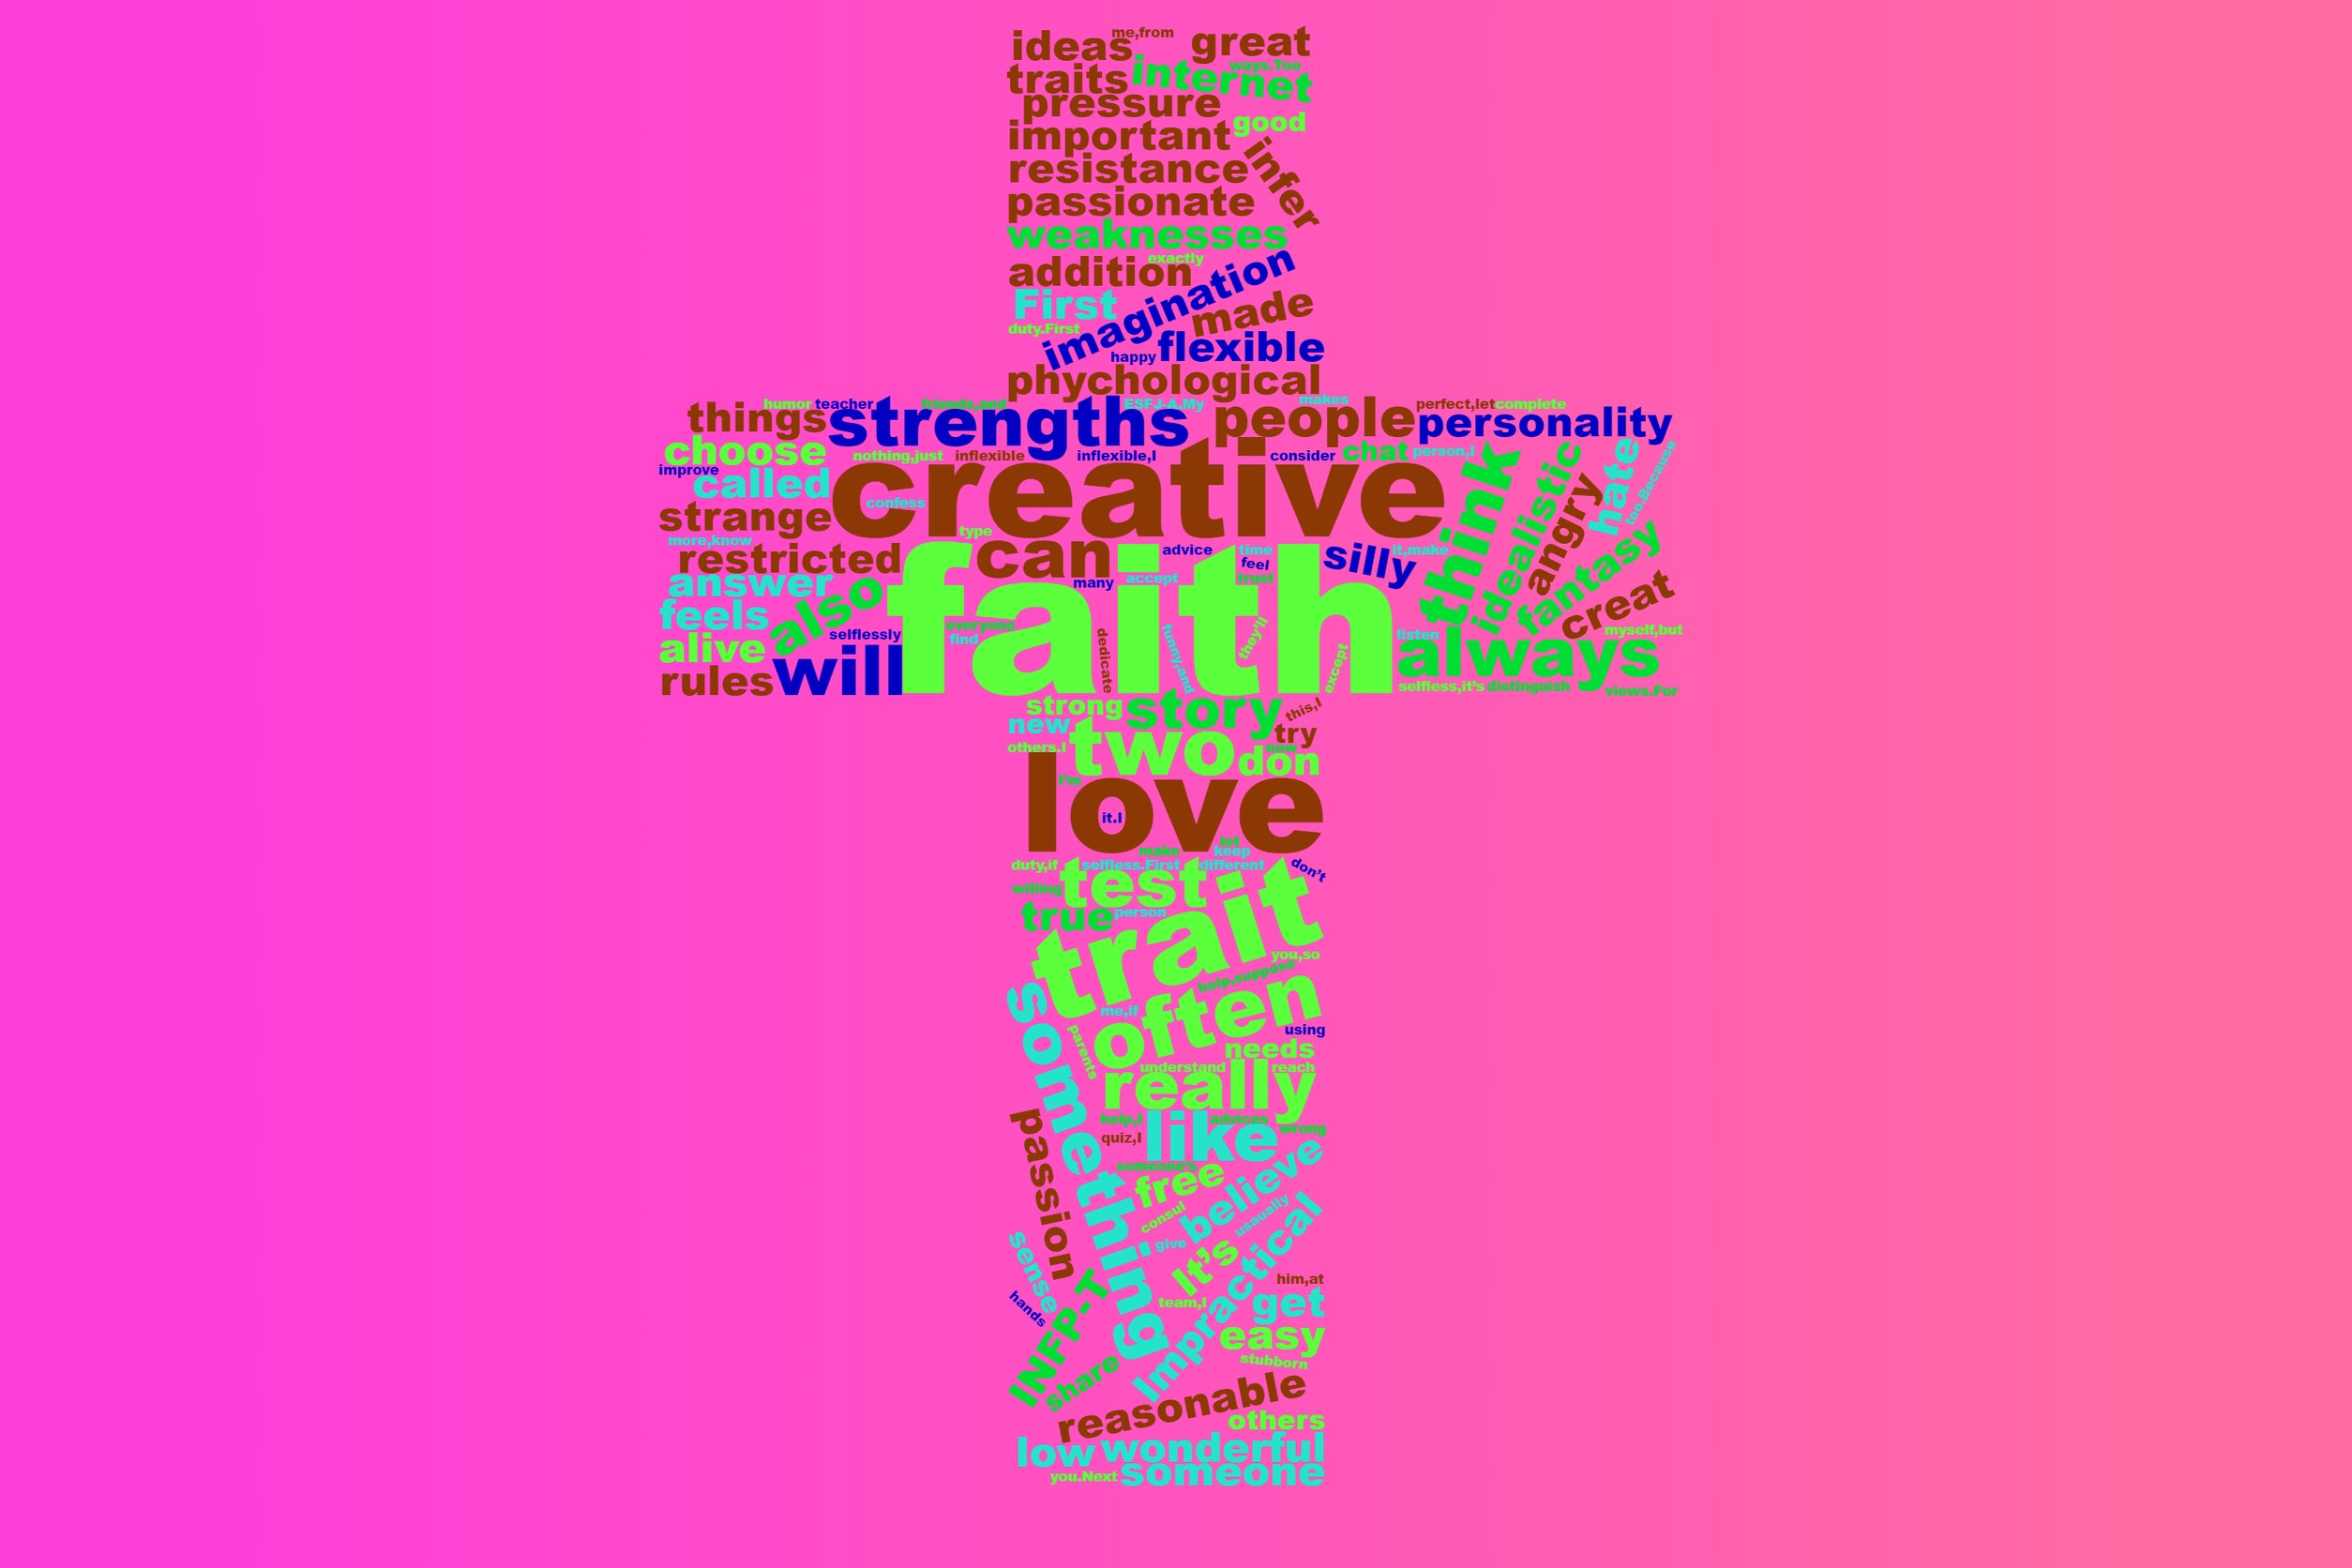 me,from
ideas great
ways.Too
traits internet
pressure
important good
resistance infer
passionate
weaknesses
exactly
addition imagination
First made
duty.First
happy flexible
phychological
humor teacher friends,and ESFJ-A.My makes perfect,let complete
things strengths people personality
choose nothing,just inflexible inflexible,I consider chat person,I
improve called creative think idealistic angry hate too.Because
confess
strange type
more,know
restricted can advice time feel silly it,make fantasy
answer many accept trust creat
feels also faith
selflessly everyone find dedicate funny,and they'll except listen myself,but
alive will always
rules selfless,it's distinguish views.For
strong story this,I
new two try
others.I now
don
I'm
love
it.I
let
make keep
duty,if selfless.First different don't
willing test
true person
trait
you,so
help,suppose
something me,if often
parents using
needs
understand reach
really
help,I advices
passion quiz,I like wrong
someone's
free believe
consul usaually
sense give It's Impractical
him,at
hands team,I get
INFP-T easy
share stubborn
reasonable
others
low wonderful
you.Next someone